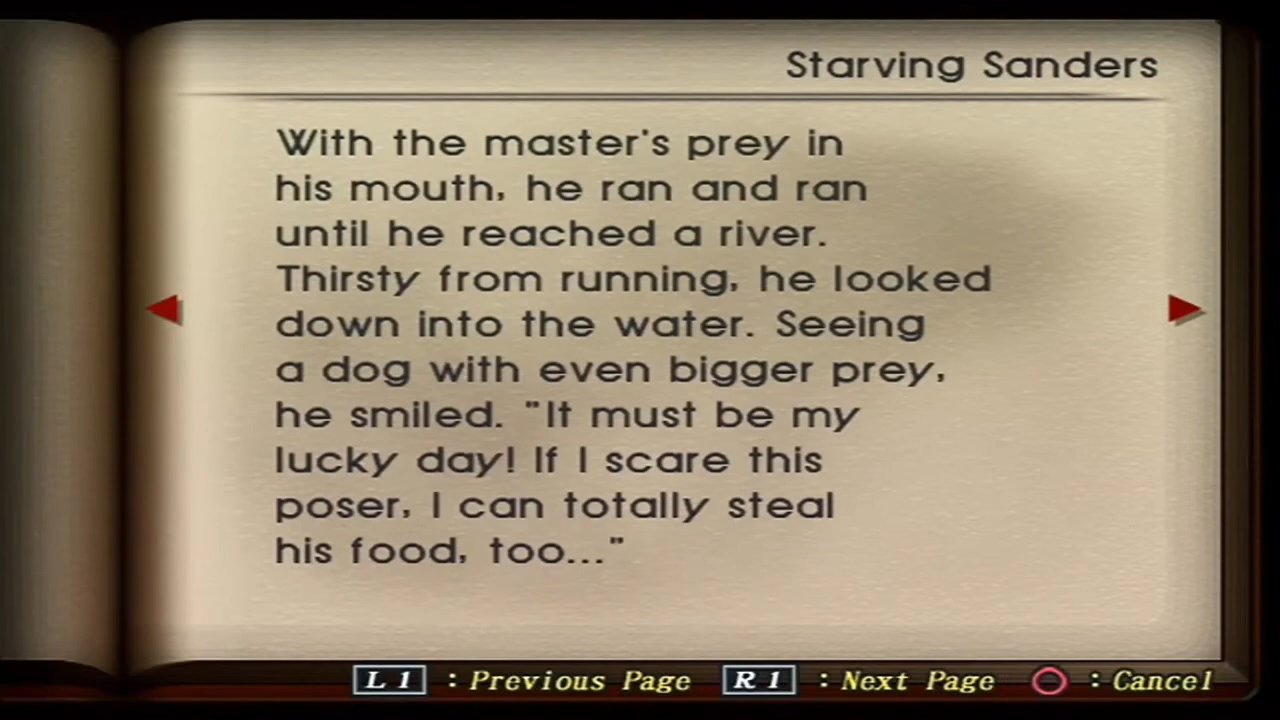 Starving Sanders
With the master's prey in
his mouth, he ran and ran
until he reached a river.
Thirsty from running, he looked
down into the water. Seeing
a dog with even bigger prey,
he smiled. "It must be my
lucky day! If I scare this
poser, I can totally steal
his food, too..."
L1 : Previous Page R1 : Next Page : Cancel